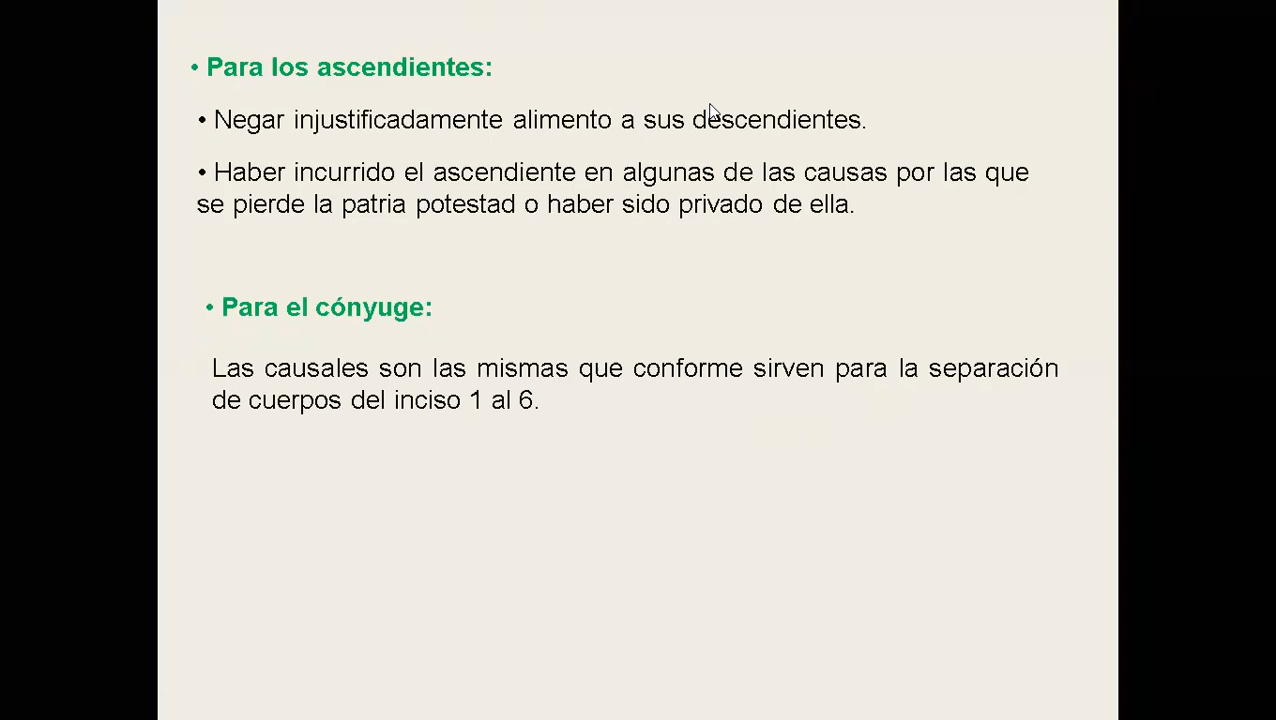 • Para los ascendientes:
• Negar injustificadamente alimento a sus descendientes.
• Haber incurrido el ascendiente en algunas de las causas por las que
se pierde la patria potestad o haber sido privado de ella.
• Para el cónyuge:
Las causales son las mismas que conforme sirven para la separación
de cuerpos del inciso 1 al 6.